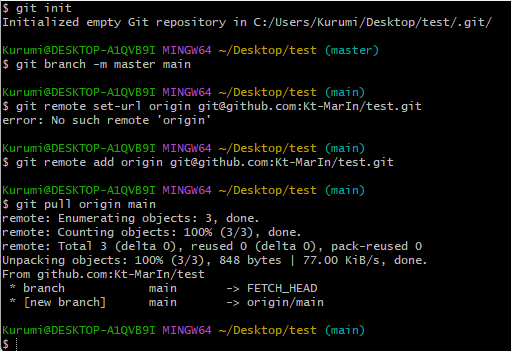 $ git init
Initialized empty Git repository in C:/Users/Kurumi/Desktop/test/.git/
Kurumi@DESKTOP-A1QVB9I MINGW64 ~/Desktop/test (master)
$ git branch -m master main
Kurumi@DESKTOP-A1QVB9I MINGW64 ~/Desktop/test (main)
$ git remote set-url origin git@github.com:Kt-MarIn/test.git
error: No such remote 'origin'
Kurumi@DESKTOP-A1QVB9I MINGW64 ~/Desktop/test (main)
$ git remote add origin git@github.com:Kt-MarIn/test.git
Kurumi@DESKTOP-A1QVB9I MINGW64 ~/Desktop/test (main)
$ git pull origin main
remote: Enumerating objects: 3, done.
remote: Counting objects: 100% (3/3), done.
remote: Total 3 (delta 0), reused 0 (delta 0), pack-reused 0
Unpacking objects: 100% (3/3), 848 bytes | 77.00 KiB/s, done.
From github.com:Kt-MarIn/test
 * branch            main       -> FETCH_HEAD
 * [new branch]      main       -> origin/main
Kurumi@DESKTOP-A1QVB9I MINGW64 ~/Desktop/test (main)
$